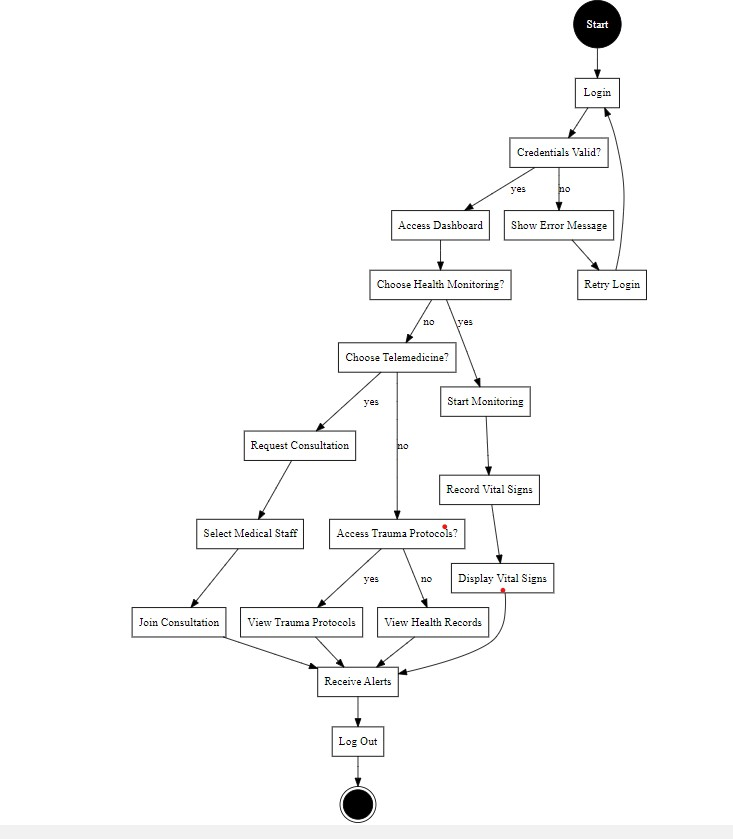 Start
Login
Credentials Valid?
yes
no
Access Dashboard
Show Error Message
Choose Health Monitoring?
Retry Login
no
yes
Choose Telemedicine?
yes
Start Monitoring
Request Consultation
no
Record Vital Signs
Select Medical Staff
Access Trauma Protocols?
yes
no
Display Vital Signs
Join Consultation
View Trauma Protocols
View Health Records
Receive Alerts
Log Out